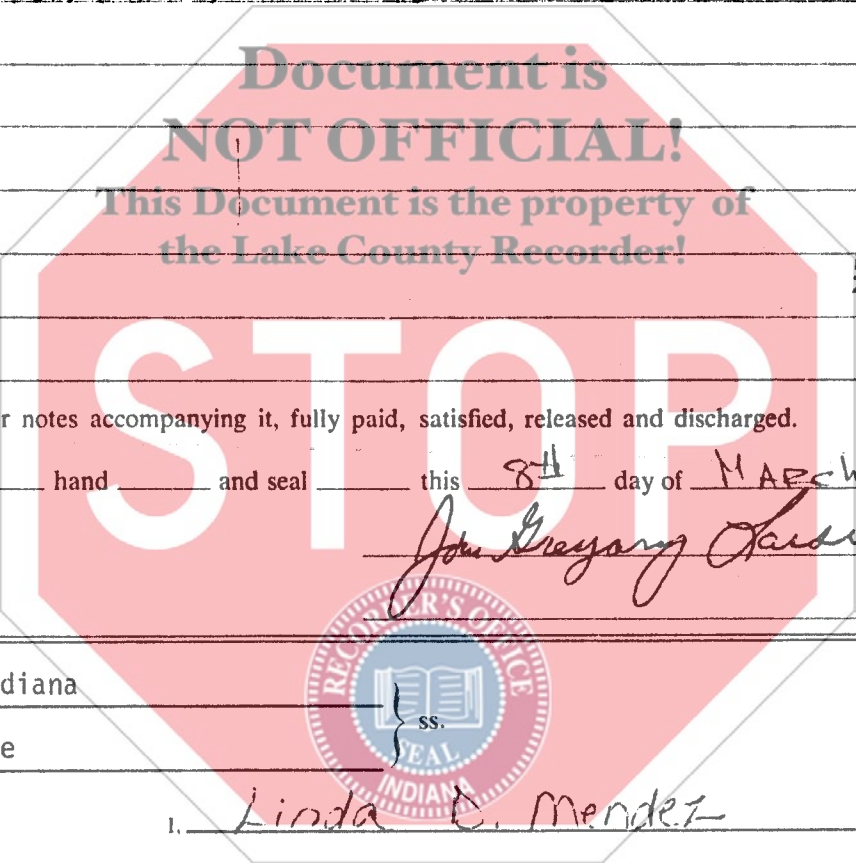 Document is
NOT OFFICIAL!
This Document is the property of
the Lake County Recorder!
STOP
r notes accompanying it, fully paid, satisfied, released and discharged.
hand and seal this 8th day of MARCH
John Gregory
RECORDER'S OFFICE
SEAL
INDIANA
diana
ss.
e
I. Linda D. Mendez